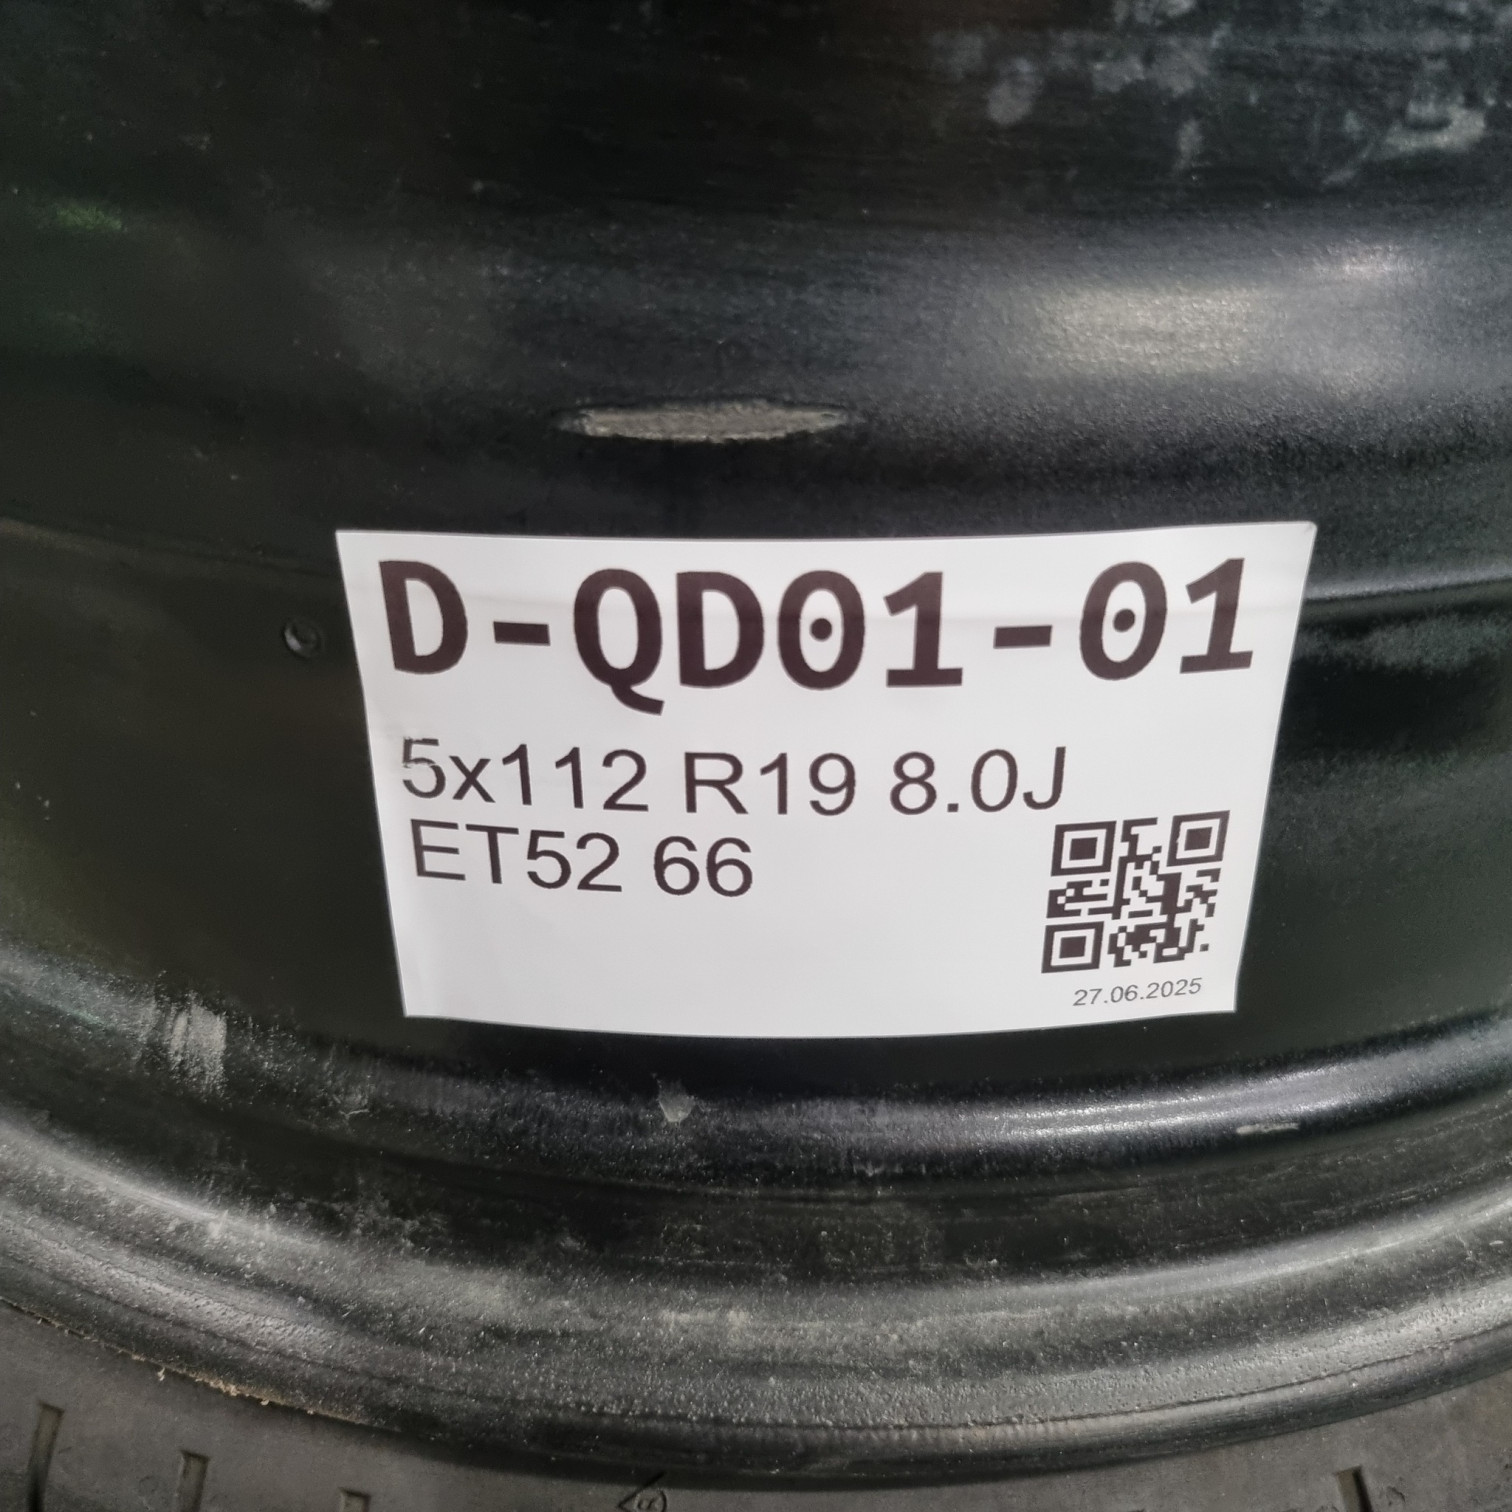 D-QD01-01
5x112 R19 8.0J
ET52 66
27.06.2025